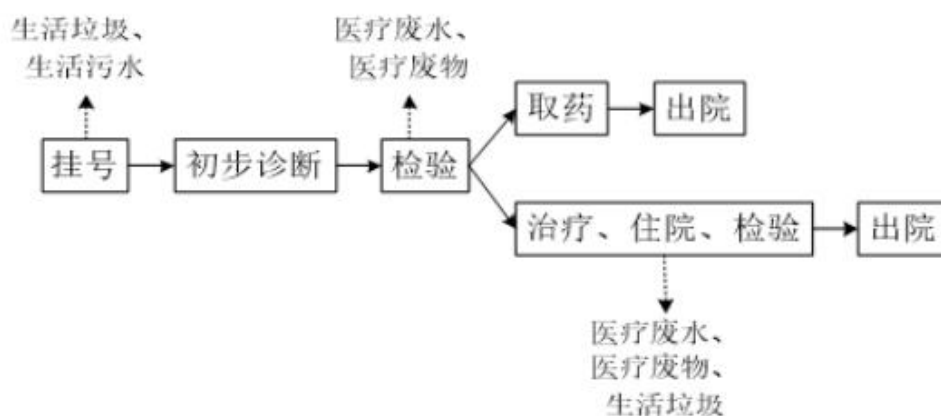 生活垃圾、
生活污水
医疗废水、
医疗废物
取药
出院
挂号
初步诊断
检验
治疗、住院、检验
出院
医疗废水、
医疗废物、
生活垃圾